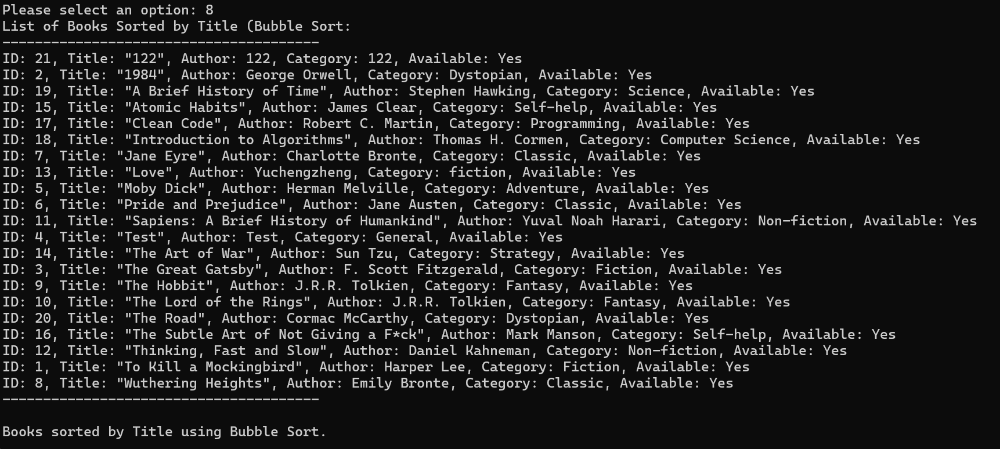 Please select an option: 8
List of Books Sorted by Title (Bubble Sort:
---------------------------------------
ID: 21, Title: "122", Author: 122, Category: 122, Available: Yes
ID: 2, Title: "1984", Author: George Orwell, Category: Dystopian, Available: Yes
ID: 19, Title: "A Brief History of Time", Author: Stephen Hawking, Category: Science, Available: Yes
ID: 15, Title: "Atomic Habits", Author: James Clear, Category: Self-help, Available: Yes
ID: 17, Title: "Clean Code", Author: Robert C. Martin, Category: Programming, Available: Yes
ID: 18, Title: "Introduction to Algorithms", Author: Thomas H. Cormen, Category: Computer Science, Available: Yes
ID: 7, Title: "Jane Eyre", Author: Charlotte Bronte, Category: Classic, Available: Yes
ID: 13, Title: "Love", Author: Yuchengzheng, Category: fiction, Available: Yes
ID: 5, Title: "Moby Dick", Author: Herman Melville, Category: Adventure, Available: Yes
ID: 6, Title: "Pride and Prejudice", Author: Jane Austen, Category: Classic, Available: Yes
ID: 11, Title: "Sapiens: A Brief History of Humankind", Author: Yuval Noah Harari, Category: Non-fiction, Available: Yes
ID: 4, Title: "Test", Author: Test, Category: General, Available: Yes
ID: 14, Title: "The Art of War", Author: Sun Tzu, Category: Strategy, Available: Yes
ID: 3, Title: "The Great Gatsby", Author: F. Scott Fitzgerald, Category: Fiction, Available: Yes
ID: 9, Title: "The Hobbit", Author: J.R.R. Tolkien, Category: Fantasy, Available: Yes
ID: 10, Title: "The Lord of the Rings", Author: J.R.R. Tolkien, Category: Fantasy, Available: Yes
ID: 20, Title: "The Road", Author: Cormac McCarthy, Category: Dystopian, Available: Yes
ID: 16, Title: "The Subtle Art of Not Giving a F*ck", Author: Mark Manson, Category: Self-help, Available: Yes
ID: 12, Title: "Thinking, Fast and Slow", Author: Daniel Kahneman, Category: Non-fiction, Available: Yes
ID: 1, Title: "To Kill a Mockingbird", Author: Harper Lee, Category: Fiction, Available: Yes
ID: 8, Title: "Wuthering Heights", Author: Emily Bronte, Category: Classic, Available: Yes
---------------------------------------
Books sorted by Title using Bubble Sort.